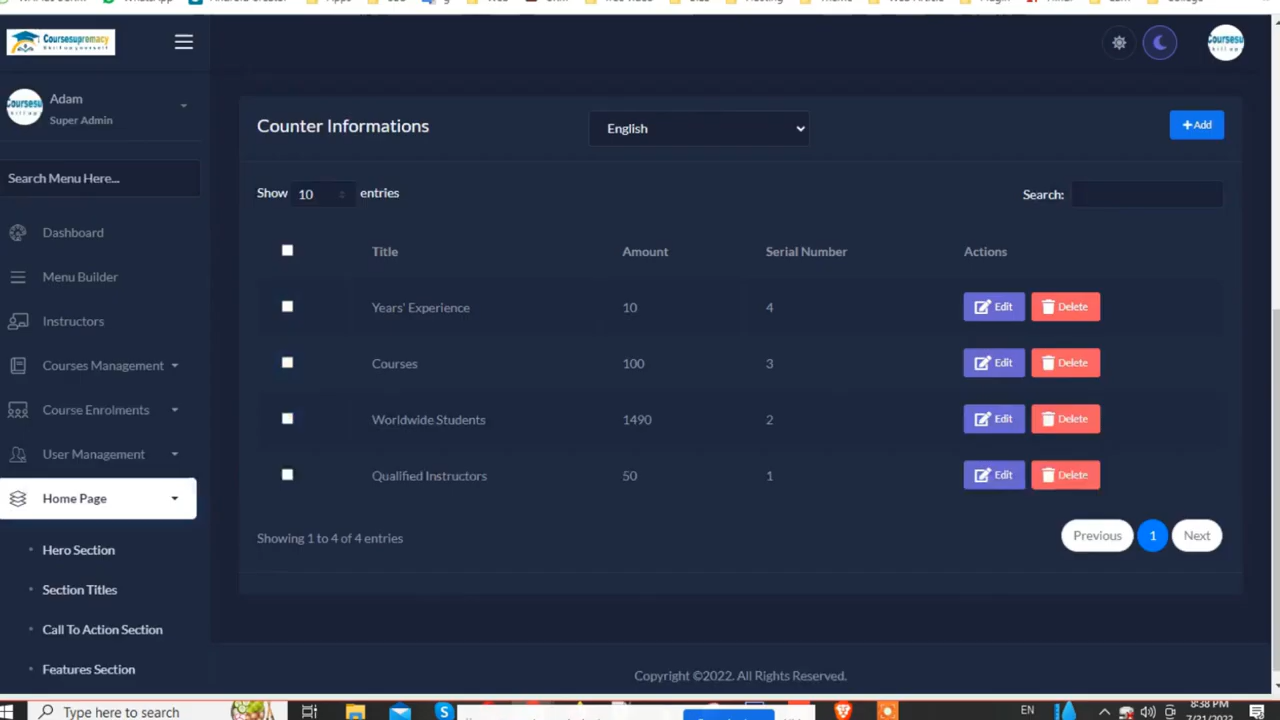 Coursesupremacy
Adam
Super Admin
Search Menu Here...
Dashboard
Menu Builder
Instructors
Courses Management
Course Enrolments
User Management
Home Page
Hero Section
Section Titles
Call To Action Section
Features Section
Counter Informations
English
+Add
Show 10 entries
Search:
Title Amount Serial Number Actions
Years' Experience 10 4 Edit Delete
Courses 100 3 Edit Delete
Worldwide Students 1490 2 Edit Delete
Qualified Instructors 50 1 Edit Delete
Showing 1 to 4 of 4 entries
Previous 1 Next
Copyright ©2022. All Rights Reserved.
Type here to search
EN
8:38 PM